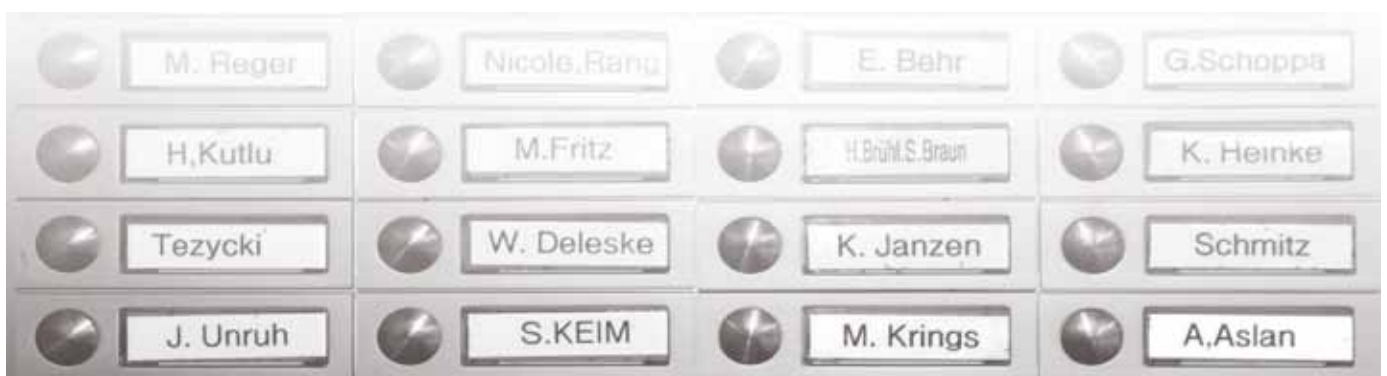 M. Reger
Nicole.Rang
E. Behr
G.Schoppa
H.Kutlu
M.Fritz
H.Brühl.S.Braun
K. Heinke
Tezycki
W. Deleske
K. Janzen
Schmitz
J. Unruh
S.KEIM
M. Krings
A.Aslan